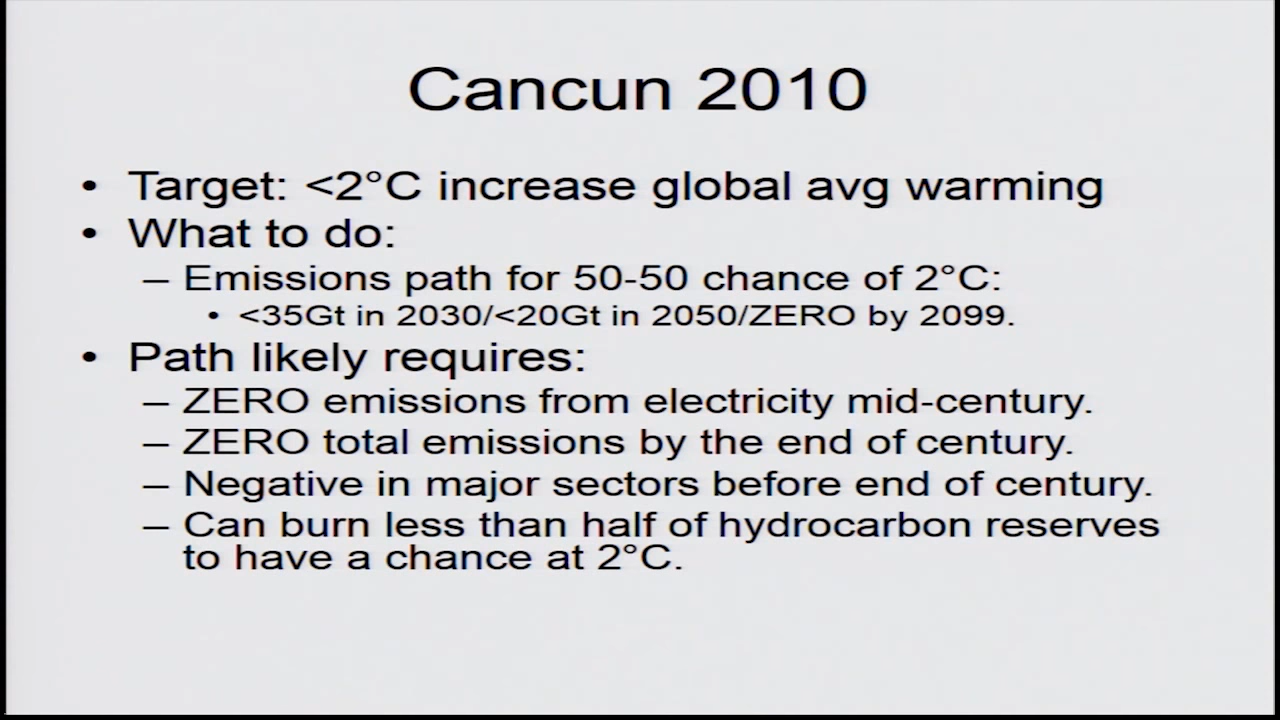 Cancun 2010
• Target: <2°C increase global avg warming
• What to do:
– Emissions path for 50-50 chance of 2°C:
• <35Gt in 2030/<20Gt in 2050/ZERO by 2099.
• Path likely requires:
– ZERO emissions from electricity mid-century.
– ZERO total emissions by the end of century.
– Negative in major sectors before end of century.
– Can burn less than half of hydrocarbon reserves
to have a chance at 2°C.